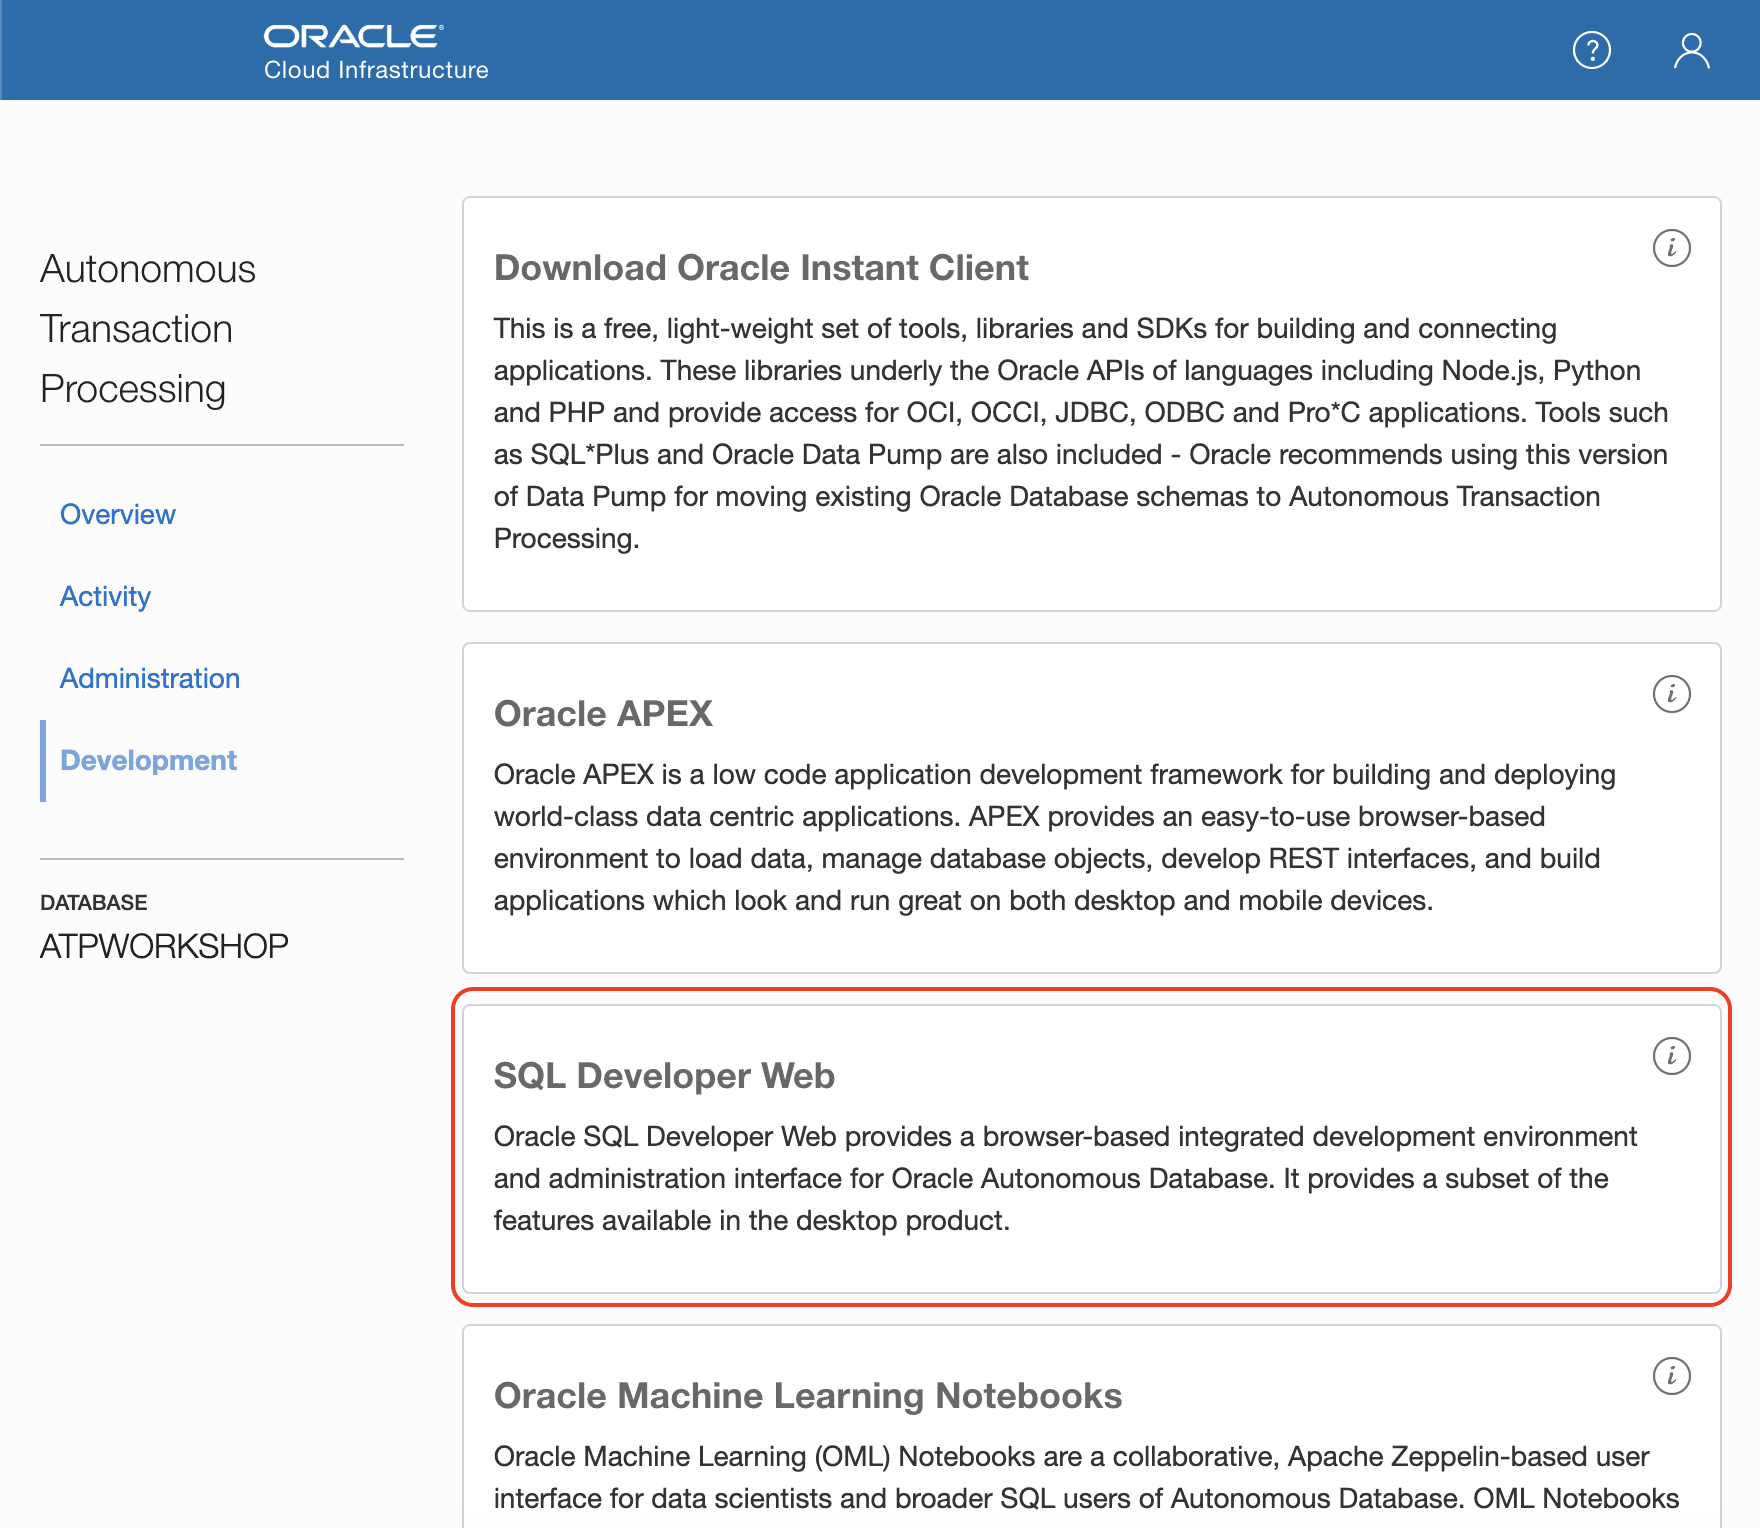 ORACLE
Cloud Infrastructure
?
Autonomous
Transaction
Processing
Overview
Activity
Administration
Development
DATABASE
ATPWORKSHOP
Download Oracle Instant Client
i
This is a free, light-weight set of tools, libraries and SDKs for building and connecting
applications. These libraries underly the Oracle APIs of languages including Node.js, Python
and PHP and provide access for OCI, OCCI, JDBC, ODBC and Pro*C applications. Tools such
as SQL*Plus and Oracle Data Pump are also included - Oracle recommends using this version
of Data Pump for moving existing Oracle Database schemas to Autonomous Transaction
Processing.
Oracle APEX
i
Oracle APEX is a low code application development framework for building and deploying
world-class data centric applications. APEX provides an easy-to-use browser-based
environment to load data, manage database objects, develop REST interfaces, and build
applications which look and run great on both desktop and mobile devices.
SQL Developer Web
i
Oracle SQL Developer Web provides a browser-based integrated development environment
and administration interface for Oracle Autonomous Database. It provides a subset of the
features available in the desktop product.
Oracle Machine Learning Notebooks
i
Oracle Machine Learning (OML) Notebooks are a collaborative, Apache Zeppelin-based user
interface for data scientists and broader SQL users of Autonomous Database. OML Notebooks